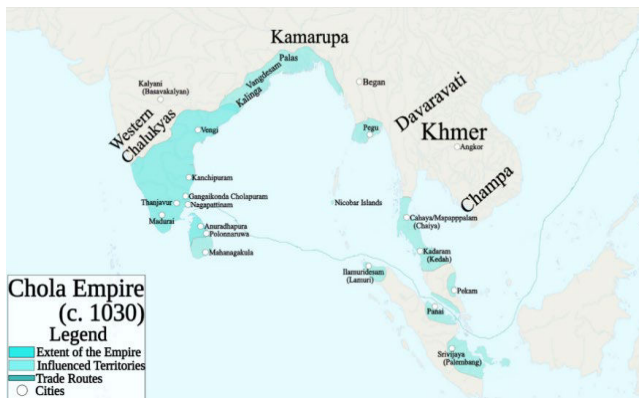 Kamarupa
Palas
Vangdesam
Kalinga
Kalyani
(Basavakalyan)
Western
Chalukyas
Vengi
Began
Davaravati
Pegu
Khmer
Angkor
Champa
Kanchipuram
Gangaikonda Cholapuram
Thanjavur
Nagapattinam
Madurai
Nicobar Islands
Anuradhapura
Polonnaruwa
Mahanagakula
Cahaya/Mapapppalam
(Chaiya)
Kadaram
(Kedah)
Ilamuridesam
(Lamuri)
Pekam
Panai
Srivijaya
(Palembang)
Chola Empire
(c. 1030)
Legend
Extent of the Empire
Influenced Territories
Trade Routes
Cities